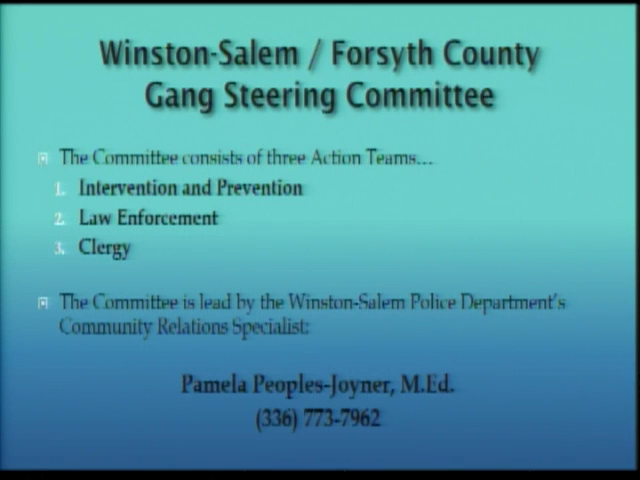 Winston-Salem / Forsyth County
Gang Steering Committee
The Committee consists of three Action Teams...
1. Intervention and Prevention
2. Law Enforcement
3. Clergy
The Committee is lead by the Winston-Salem Police Department's
Community Relations Specialist:
Pamela Peoples-Joyner, M.Ed.
(336) 773-7962